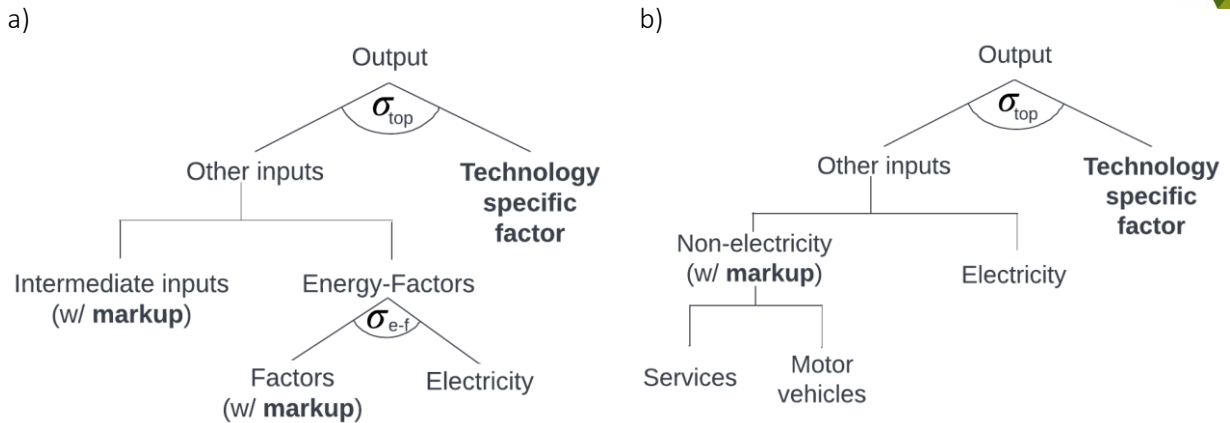 a)
Output
σtop
Other inputs
Technology
specific
factor
Intermediate inputs
(w/ markup)
Energy-Factors
σe-f
Factors
(w/ markup)
Electricity
b)
Output
σtop
Other inputs
Technology
specific
factor
Non-electricity
(w/ markup)
Electricity
Services
Motor
vehicles